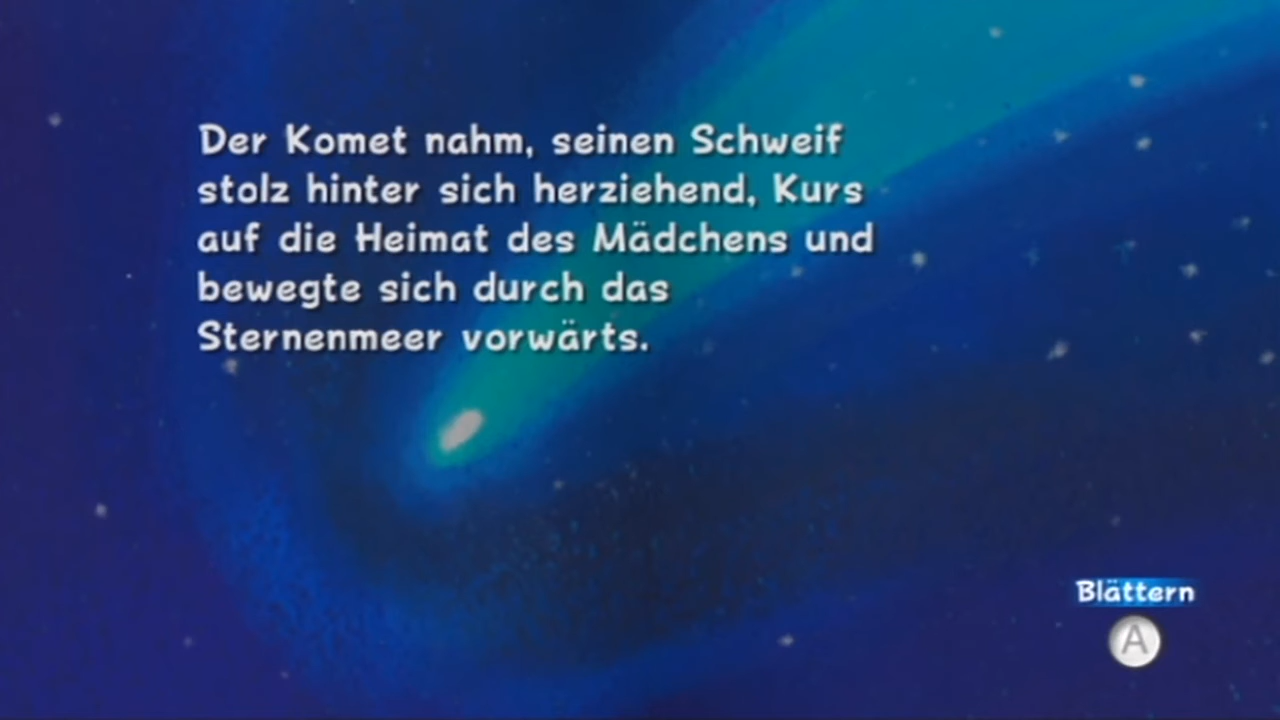 Der Komet nahm, seinen Schweif
stolz hinter sich herziehend, Kurs
auf die Heimat des Mädchens und
bewegte sich durch das
Sternenmeer vorwärts.
Blättern
A